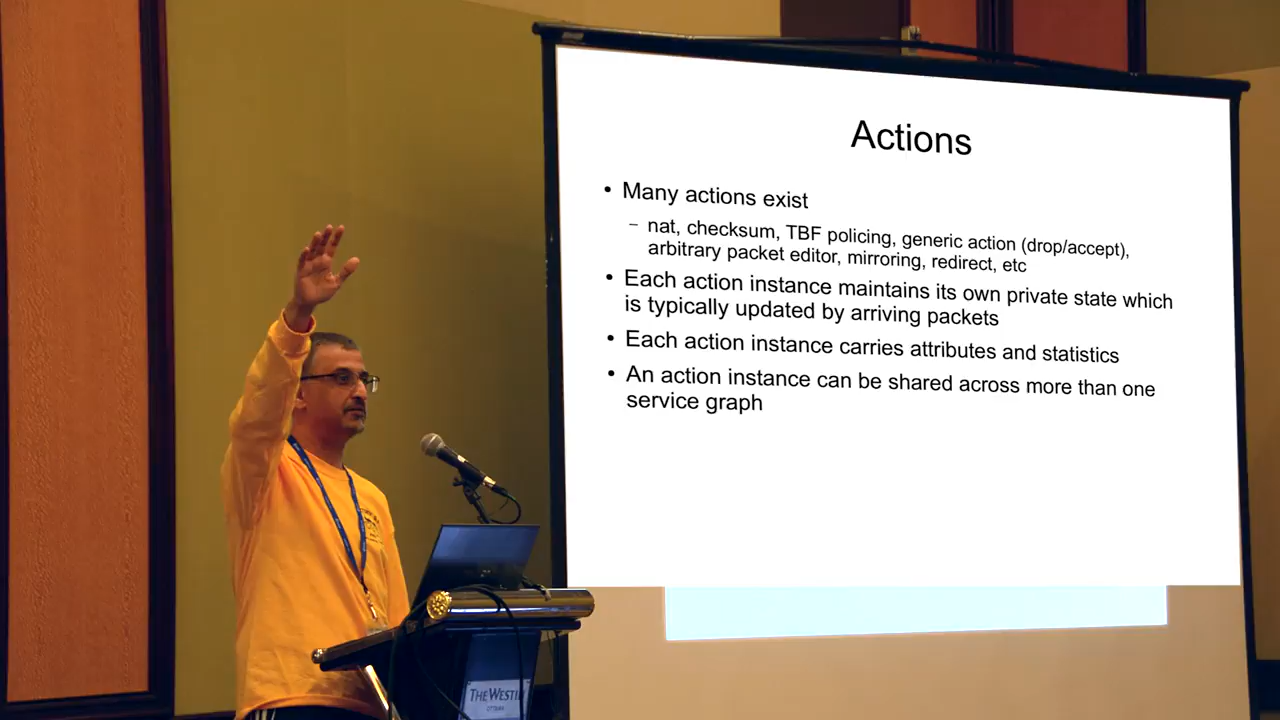 Actions
• Many actions exist
– nat, checksum, TBF policing, generic action (drop/accept),
arbitrary packet editor, mirroring, redirect, etc
• Each action instance maintains its own private state which
is typically updated by arriving packets
• Each action instance carries attributes and statistics
• An action instance can be shared across more than one
service graph
THE WESTIN
OTTAWA